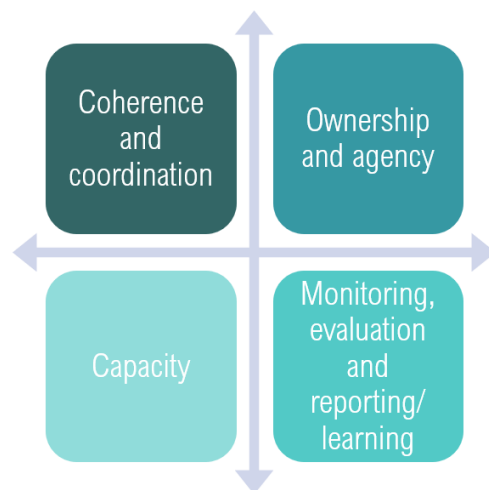 Coherence
and
coordination
Ownership
and agency
Capacity
Monitoring,
evaluation
and
reporting/
learning